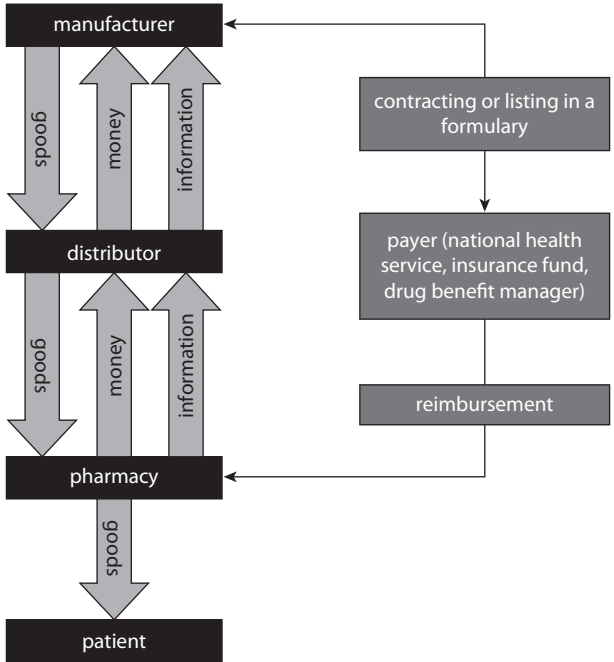 manufacturer
goods
money
information
contracting or listing in a
formulary
distributor
payer (national health
service, insurance fund,
drug benefit manager)
goods
money
information
reimbursement
pharmacy
goods
patient